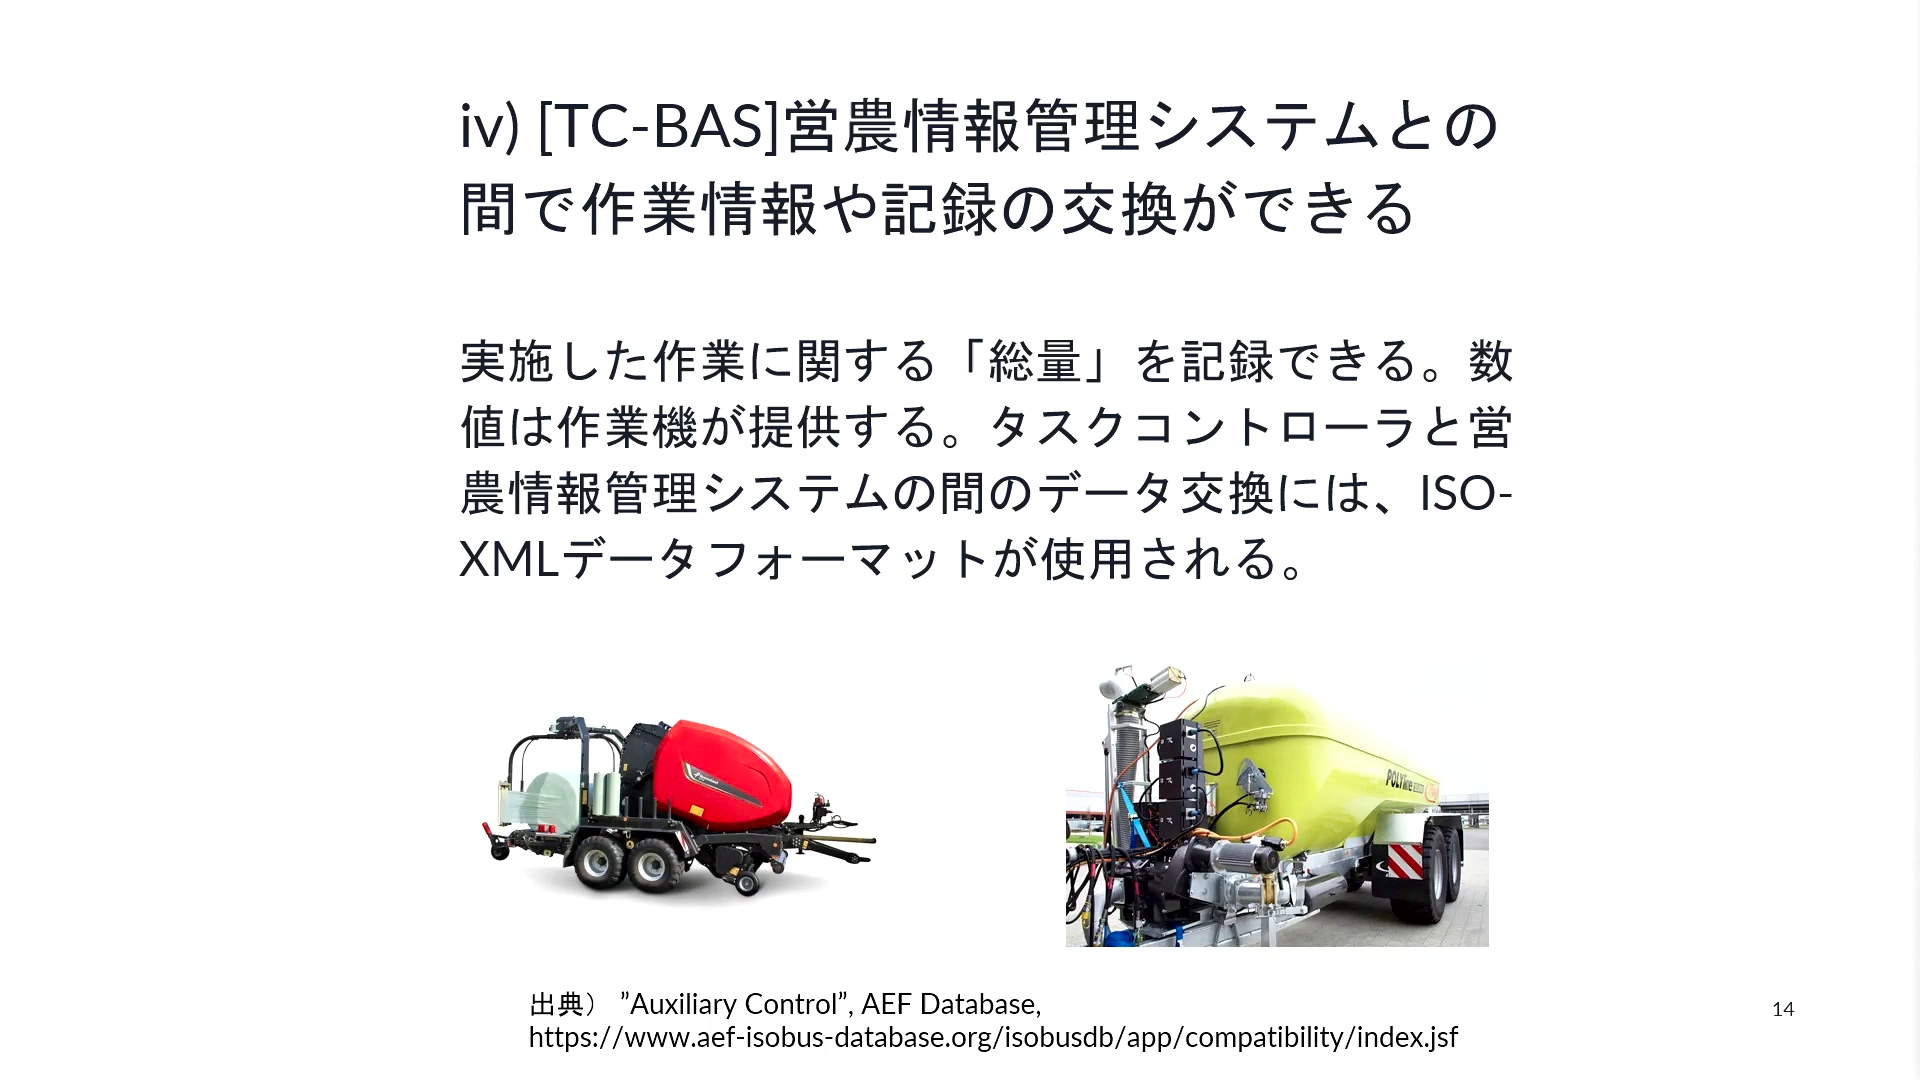 iv) [TC-BAS]営農情報管理システムとの
間で作業情報や記録の交換ができる
実施した作業に関する「総量」を記録できる。数
値は作業機が提供する。タスクコントローラと営
農情報管理システムの間のデータ交換には、ISO-
XMLデータフォーマットが使用される。
POLYline
出典） ”Auxiliary Control”, AEF Database,
https://www.aef-isobus-database.org/isobusdb/app/compatibility/index.jsf
14